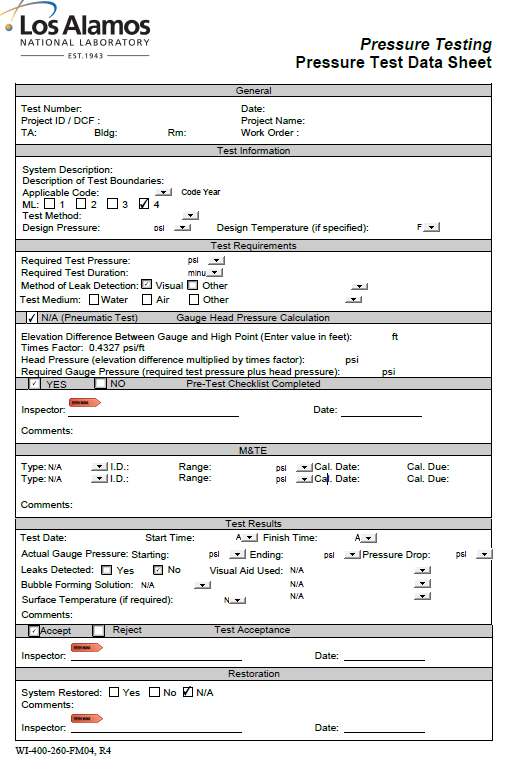 Los Alamos
NATIONAL LABORATORY
EST.1943
Pressure Testing
Pressure Test Data Sheet
General
Test Number: Date:
Project ID / DCF : Project Name:
TA: Bldg: Rm: Work Order :
Test Information
System Description:
Description of Test Boundaries:
Applicable Code: Code Year
ML: 1 2 3 4
Test Method:
Design Pressure: psi Design Temperature (if specified): F
Test Requirements
Required Test Pressure: psi
Required Test Duration: minu
Method of Leak Detection: Visual Other
Test Medium: Water Air Other
N/A (Pneumatic Test) Gauge Head Pressure Calculation
Elevation Difference Between Gauge and High Point (Enter value in feet): ft
Times Factor: 0.4327 psi/ft
Head Pressure (elevation difference multiplied by times factor): psi
Required Gauge Pressure (required test pressure plus head pressure): psi
YES NO Pre-Test Checklist Completed
Inspector: Date:
Comments:
M&TE
Type: N/A I.D.: Range: psi Cal. Date: Cal. Due:
Type: N/A I.D.: Range: psi Cal. Date: Cal. Due:
Comments:
Test Results
Test Date: Start Time: A Finish Time: A
Actual Gauge Pressure: Starting: psi Ending: psi Pressure Drop: psi
Leaks Detected: Yes No Visual Aid Used: N/A
Bubble Forming Solution: N/A N/A
Surface Temperature (if required): N N/A
Comments:
Accept Reject Test Acceptance
Inspector: Date:
Restoration
System Restored: Yes No N/A
Comments:
Inspector: Date:
WI-400-260-FM04, R4